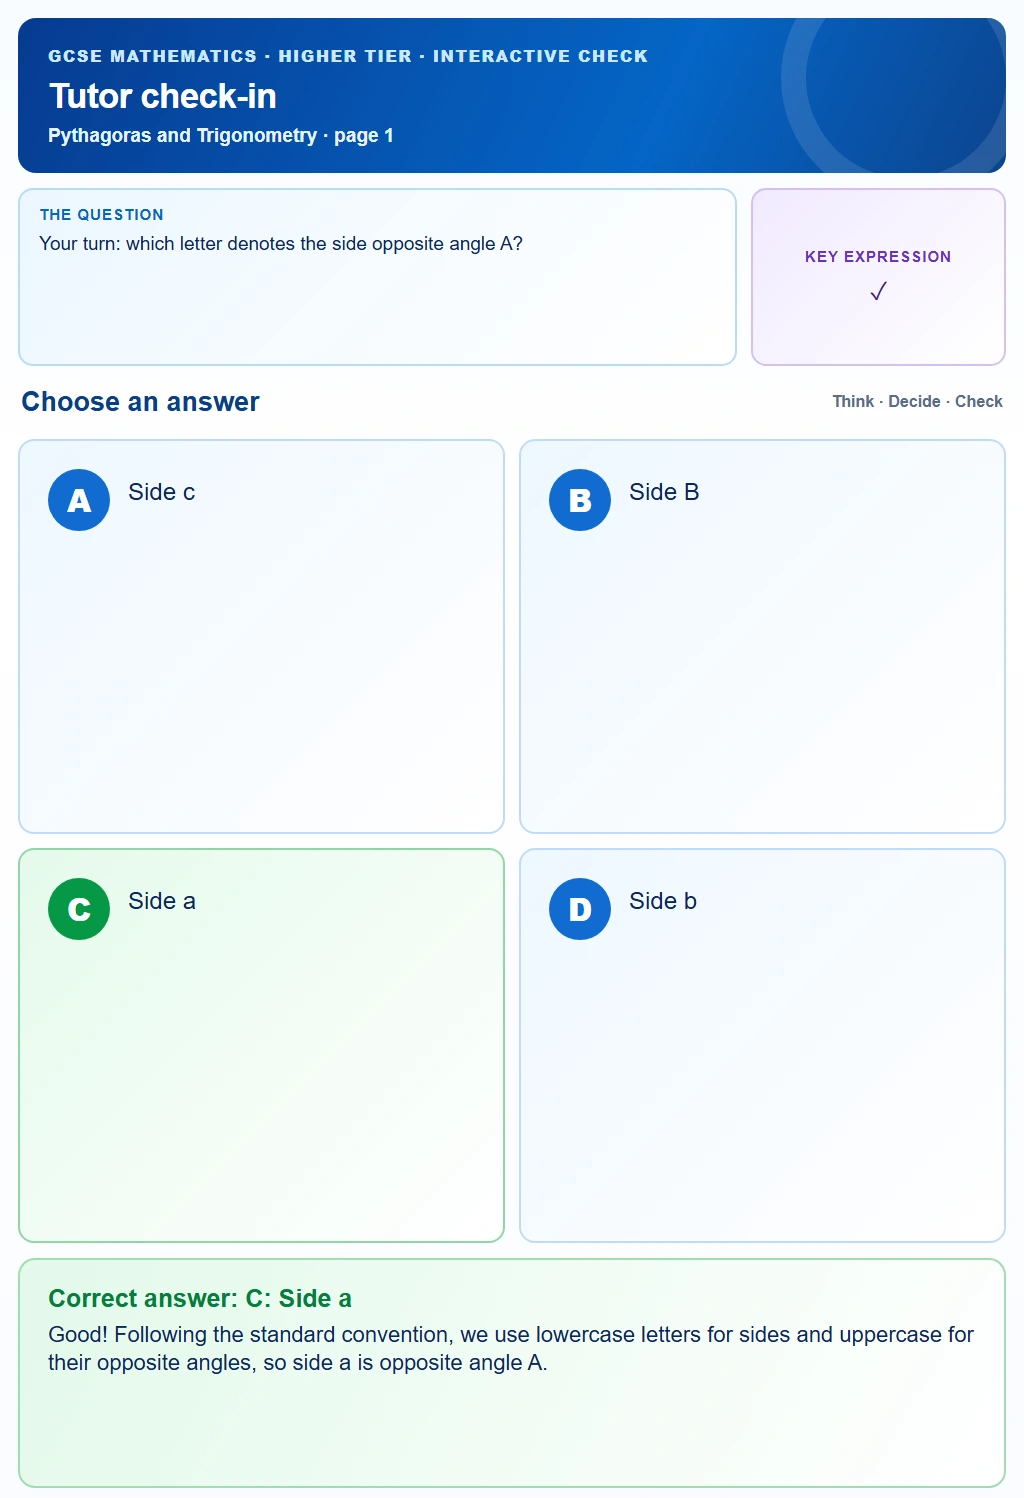 GCSE MATHEMATICS · HIGHER TIER · INTERACTIVE CHECK
Tutor check-in
Pythagoras and Trigonometry · page 1
THE QUESTION
Your turn: which letter denotes the side opposite angle A?
KEY EXPRESSION
✓
Choose an answer
Think · Decide · Check
A
Side c
B
Side B
C
Side a
D
Side b
Correct answer: C: Side a
Good! Following the standard convention, we use lowercase letters for sides and uppercase for
their opposite angles, so side a is opposite angle A.